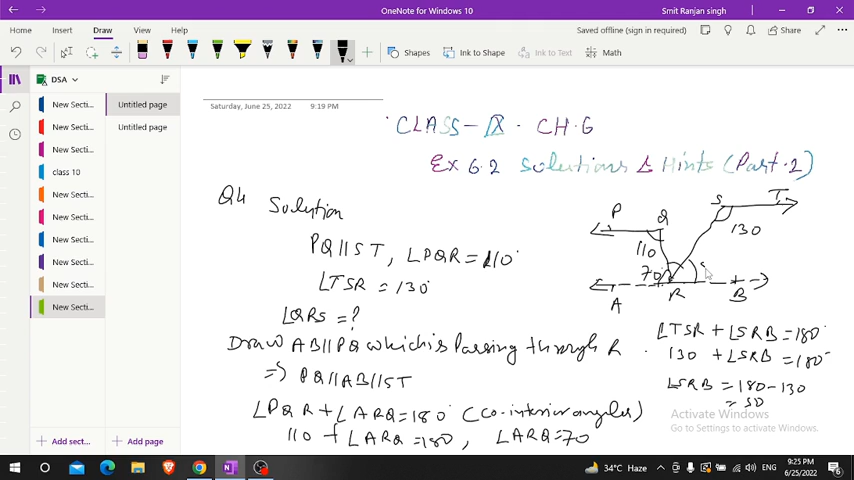 OneNote for Windows 10
Smit Ranjan singh
Home Insert Draw View Help
Saved offline (sign in required)
Share
Shapes
Ink to Shape
Ink to Text
Math
DSA
New Secti...
New Secti...
New Secti...
class 10
New Secti...
New Secti...
New Secti...
New Secti...
New Secti...
New Secti...
Untitled page
Untitled page
Add secti...
Add page
Saturday, June 25, 2022 9:19 PM
CLASS-IX. CH.6
Ex 6.2 Solutions & Hints (Part-2)
Q4 Solution
PQ||ST, ∠PQR = 110°
∠TSR = 130°
∠QRS = ?
Draw AB||PQ which is Passing through R
=> PQ||AB||ST
∠PQR + ∠ARQ = 180° (co-interior angles)
110 + ∠ARQ = 180, ∠ARQ = 70
P Q S T
110 130
70
A R B
∠TSR + ∠SRB = 180°
130 + ∠SRB = 180°
∠SRB = 180 - 130
= 50
Activate Windows
Go to Settings to activate Windows.
34°C Haze
ENG
9:25 PM
6/25/2022
6